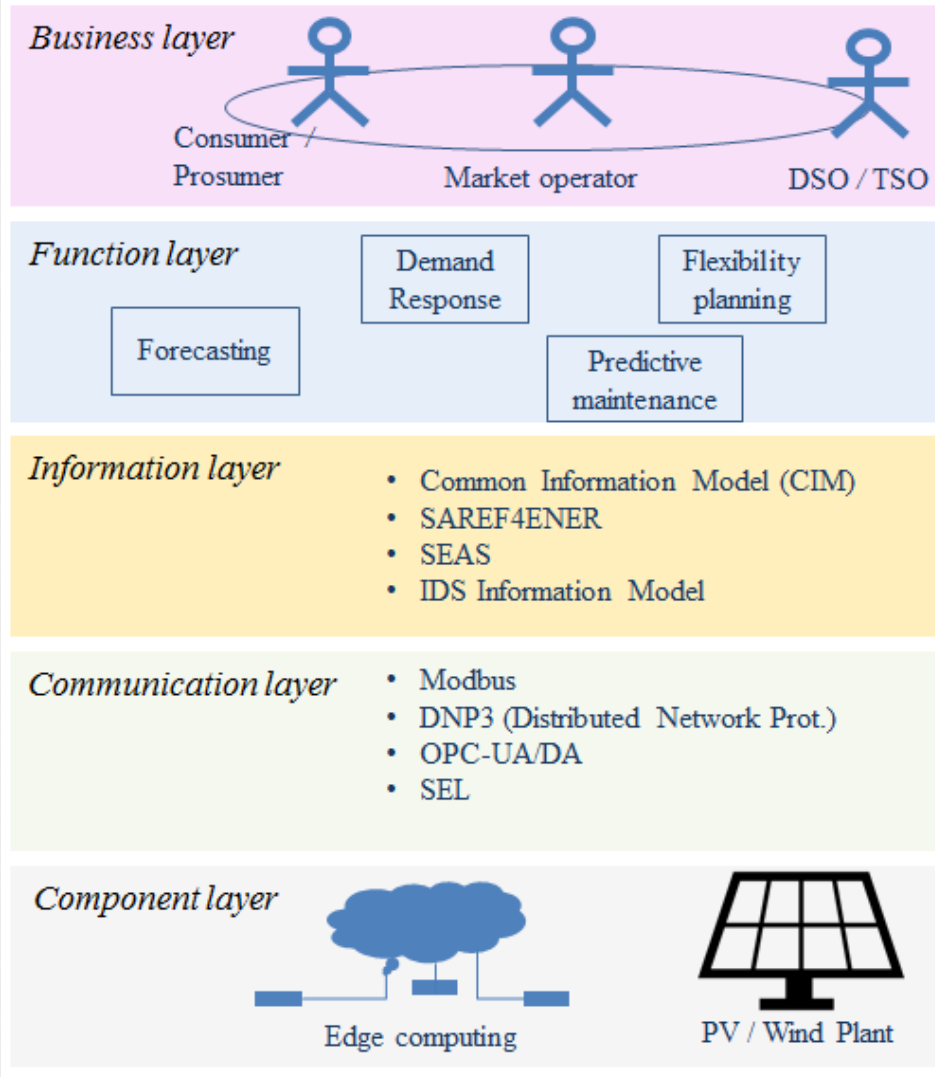 Business layer
Consumer /
Prosumer
Market operator
DSO / TSO
Function layer
Demand
Response
Flexibility
planning
Forecasting
Predictive
maintenance
Information layer
• Common Information Model (CIM)
• SAREF4ENER
• SEAS
• IDS Information Model
Communication layer
• Modbus
• DNP3 (Distributed Network Prot.)
• OPC-UA/DA
• SEL
Component layer
Edge computing
PV / Wind Plant